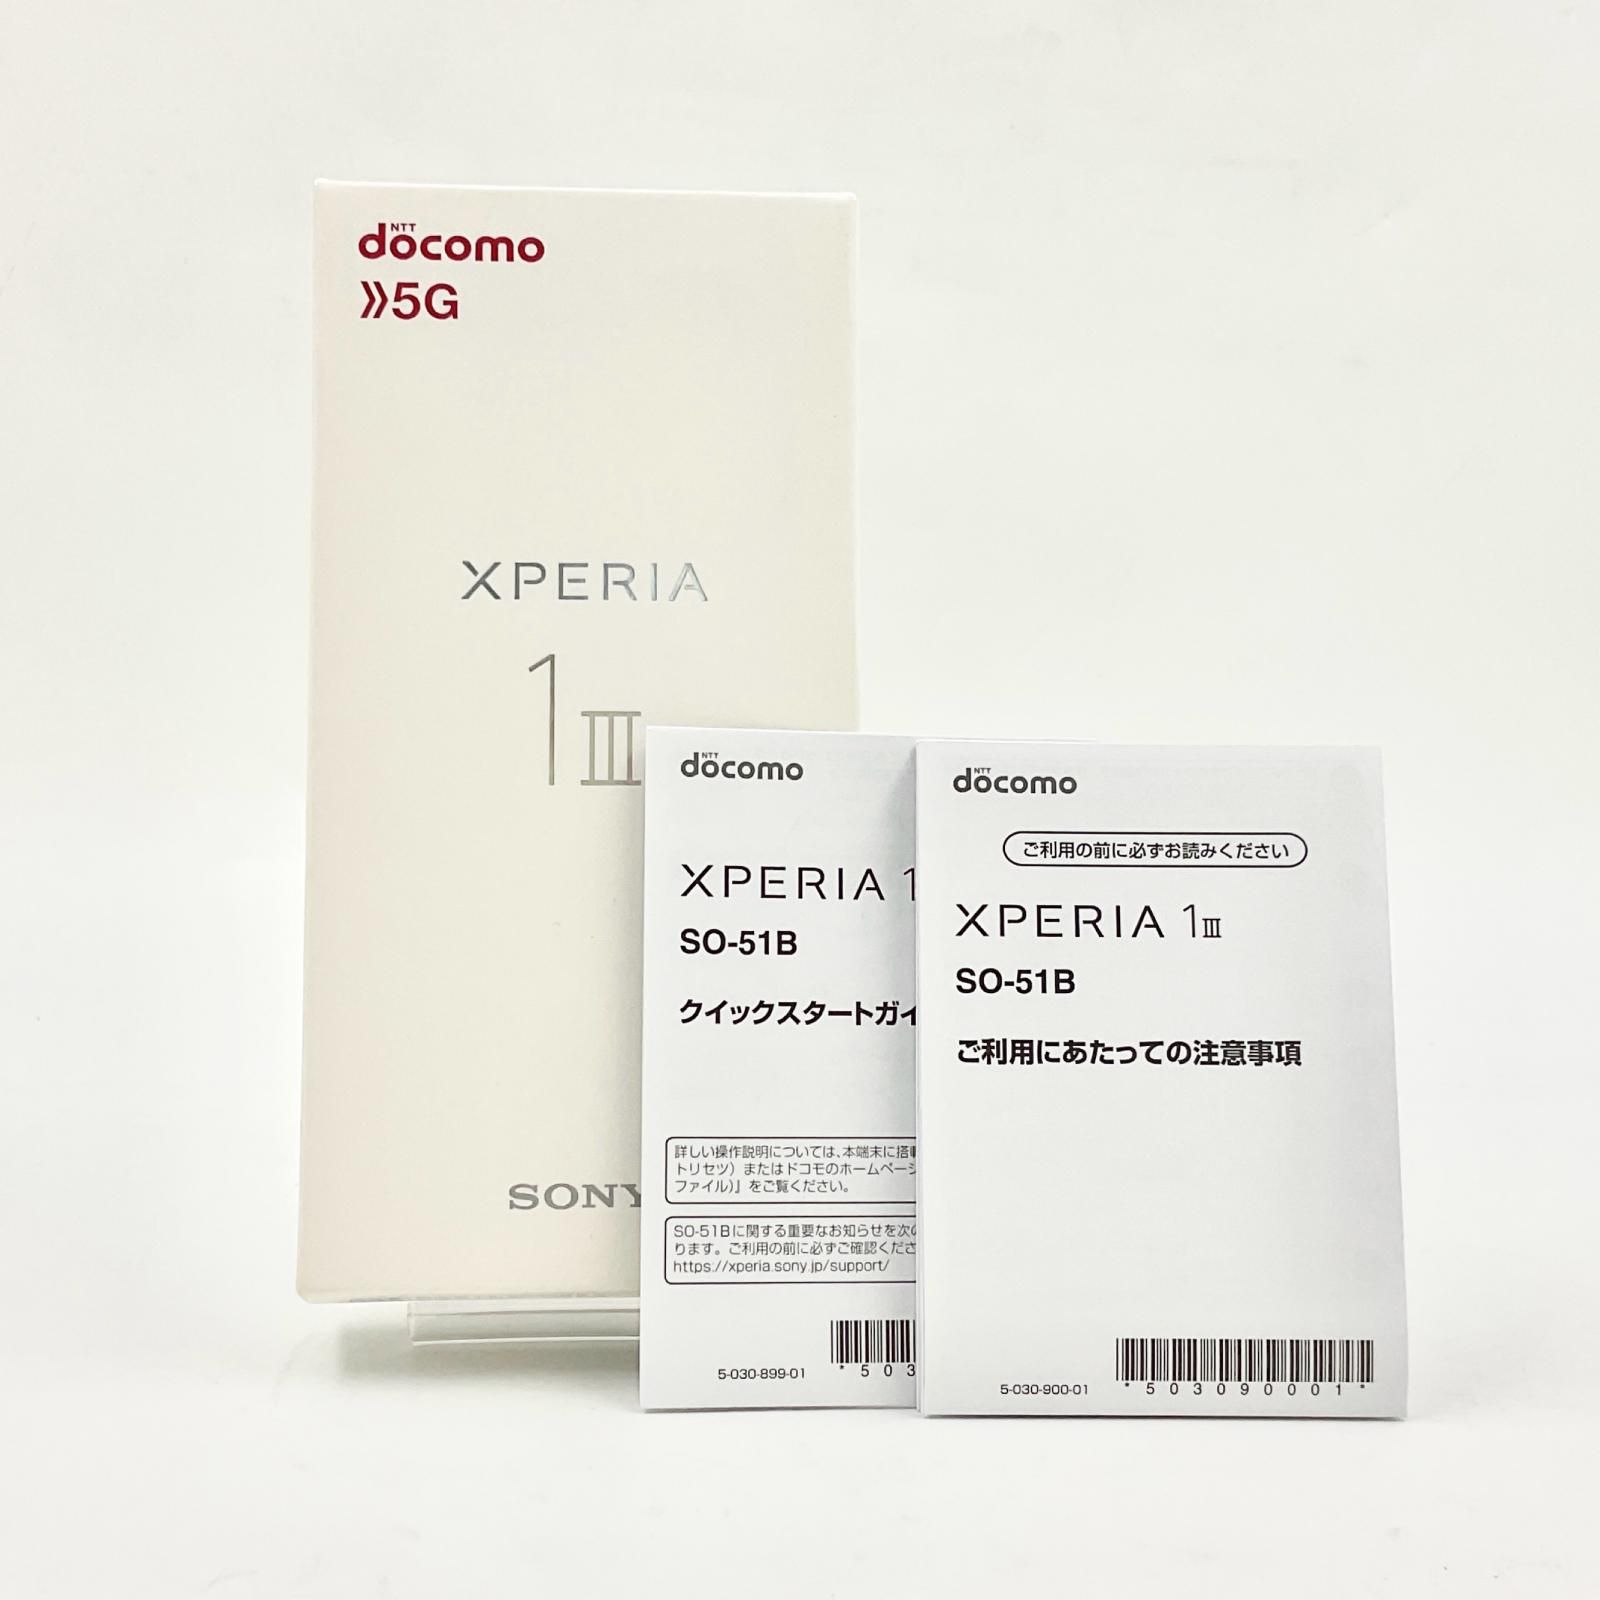 NTT
docomo
5G
XPERIA
1 III
SONY
NTT
docomo
XPERIA 1
SO-51B
クイックスタートガイ
詳しい操作説明については、本端末に搭
トリセツ）またはドコモのホームページ
ファイル）』をご覧ください。
SO-51Bに関する重要なお知らせを次の
ります。ご利用の前に必ずご確認くださ
https://xperia.sony.jp/support/
5-030-899-01
*503
NTT
docomo
ご利用の前に必ずお読みください
XPERIA 1 III
SO-51B
ご利用にあたっての注意事項
5-030-900-01
*503090001*